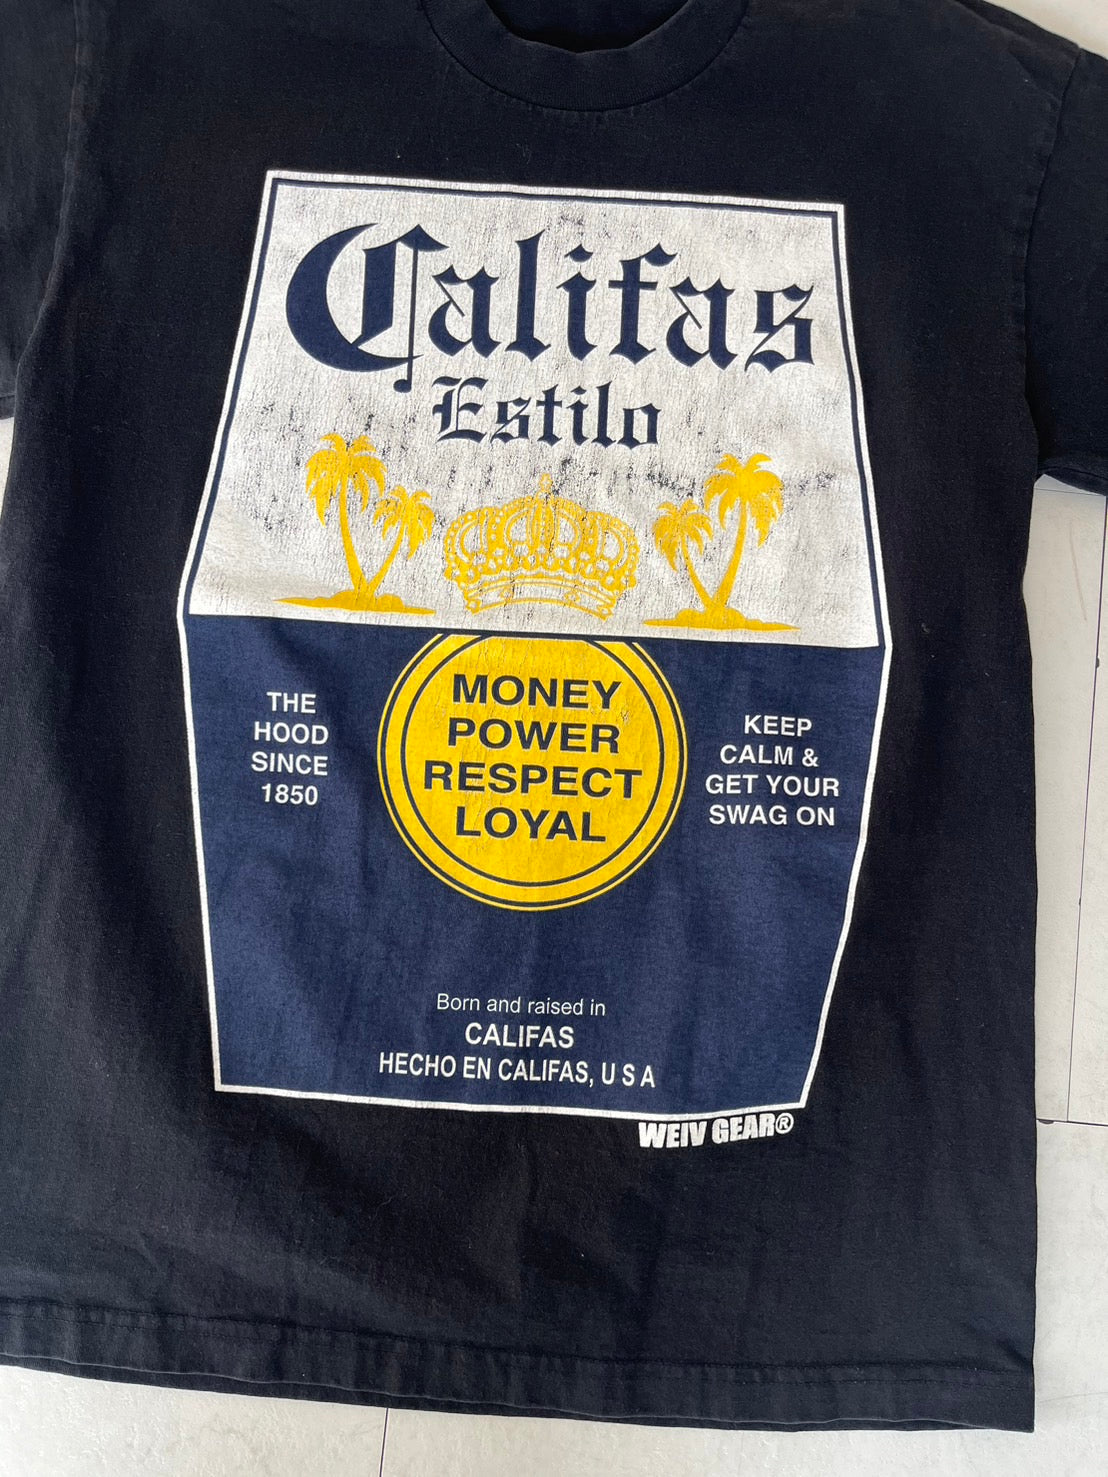 Califas
Estilo
THE
HOOD
SINCE
1850
MONEY
POWER
RESPECT
LOYAL
KEEP
CALM &
GET YOUR
SWAG ON
Born and raised in
CALIFAS
HECHO EN CALIFAS, U S A
WEIV GEAR®